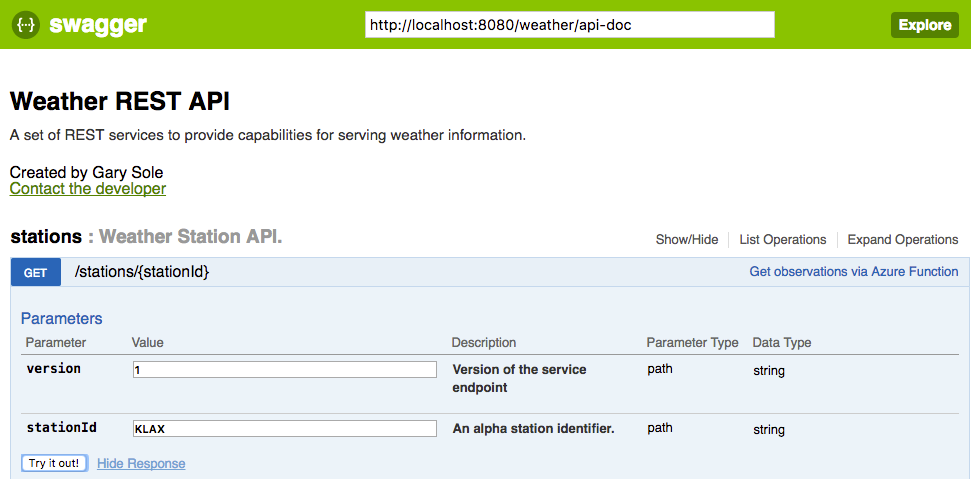 {··} swagger http://localhost:8080/weather/api-doc Explore
Weather REST API
A set of REST services to provide capabilities for serving weather information.
Created by Gary Sole
Contact the developer
stations : Weather Station API. Show/Hide List Operations Expand Operations
GET /stations/{stationId} Get observations via Azure Function
Parameters
Parameter Value Description Parameter Type Data Type
version 1 Version of the service path string
endpoint
stationId KLAX An alpha station identifier. path string
Try it out! Hide Response